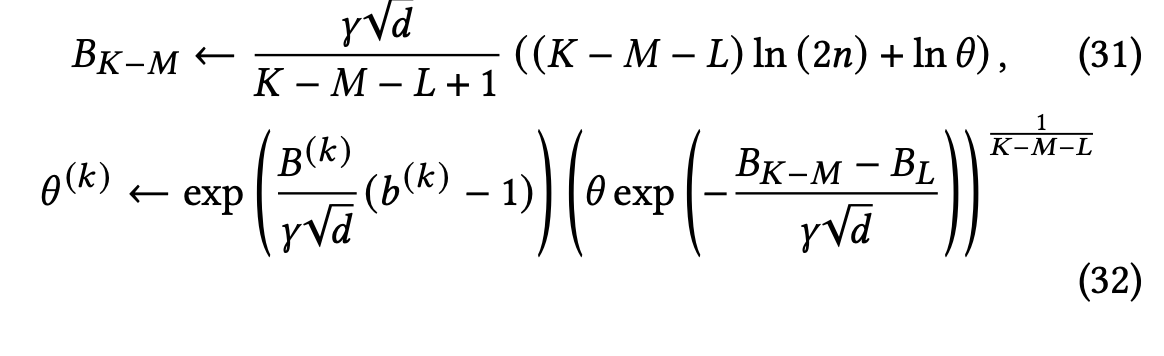 B_{K−M} ← \frac{γ\sqrt{d}}{K − M − L + 1} ((K − M − L) ln (2n) + ln θ), (31)
θ^{(k)} ← exp (\frac{B^{(k)}}{γ\sqrt{d}} (b^{(k)} − 1)) (θ exp (−\frac{B_{K−M} − B_L}{γ\sqrt{d}}))^{\frac{1}{K−M−L}}
(32)